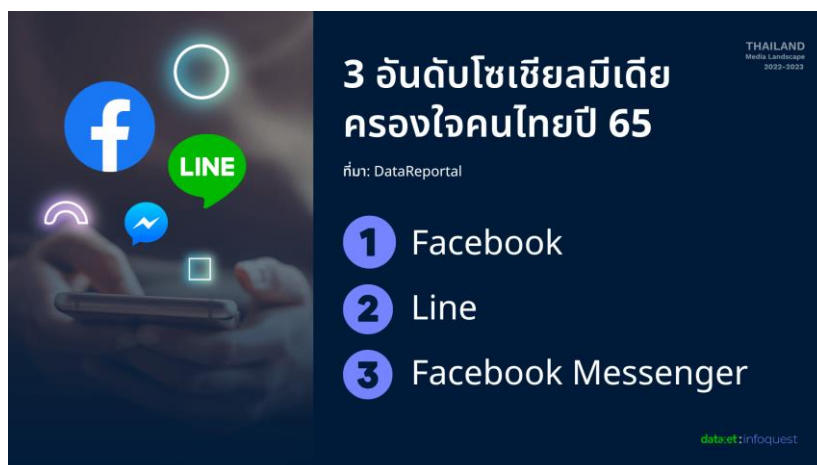 THAILAND
Media Landscape
2022-2023
3 อันดับโซเชียลมีเดีย
ครองใจคนไทยปี 65
ที่มา: DataReportal
LINE
1 Facebook
2 Line
3 Facebook Messenger
data:et:infoquest